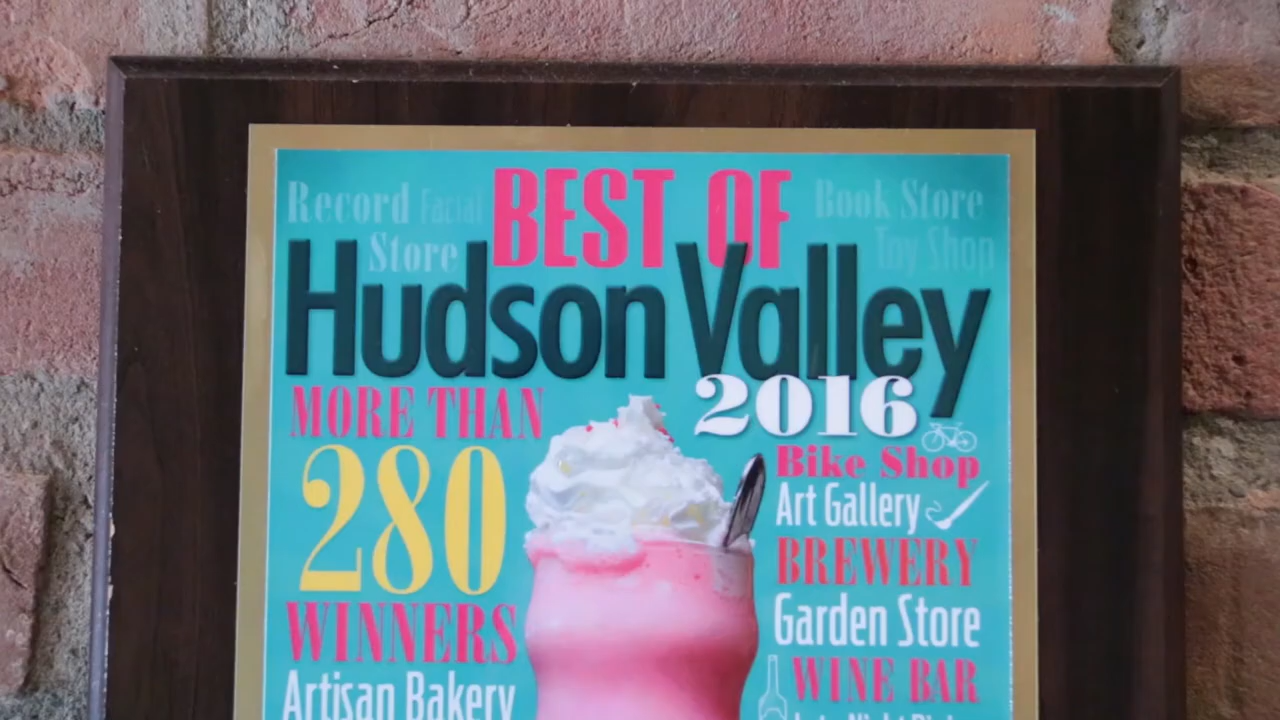 BEST OF
Record Facial
Store
Book Store
Toy Shop
Hudson Valley
2016
MORE THAN
280
WINNERS
Artisan Bakery
Bike Shop
Art Gallery
BREWERY
Garden Store
WINE BAR